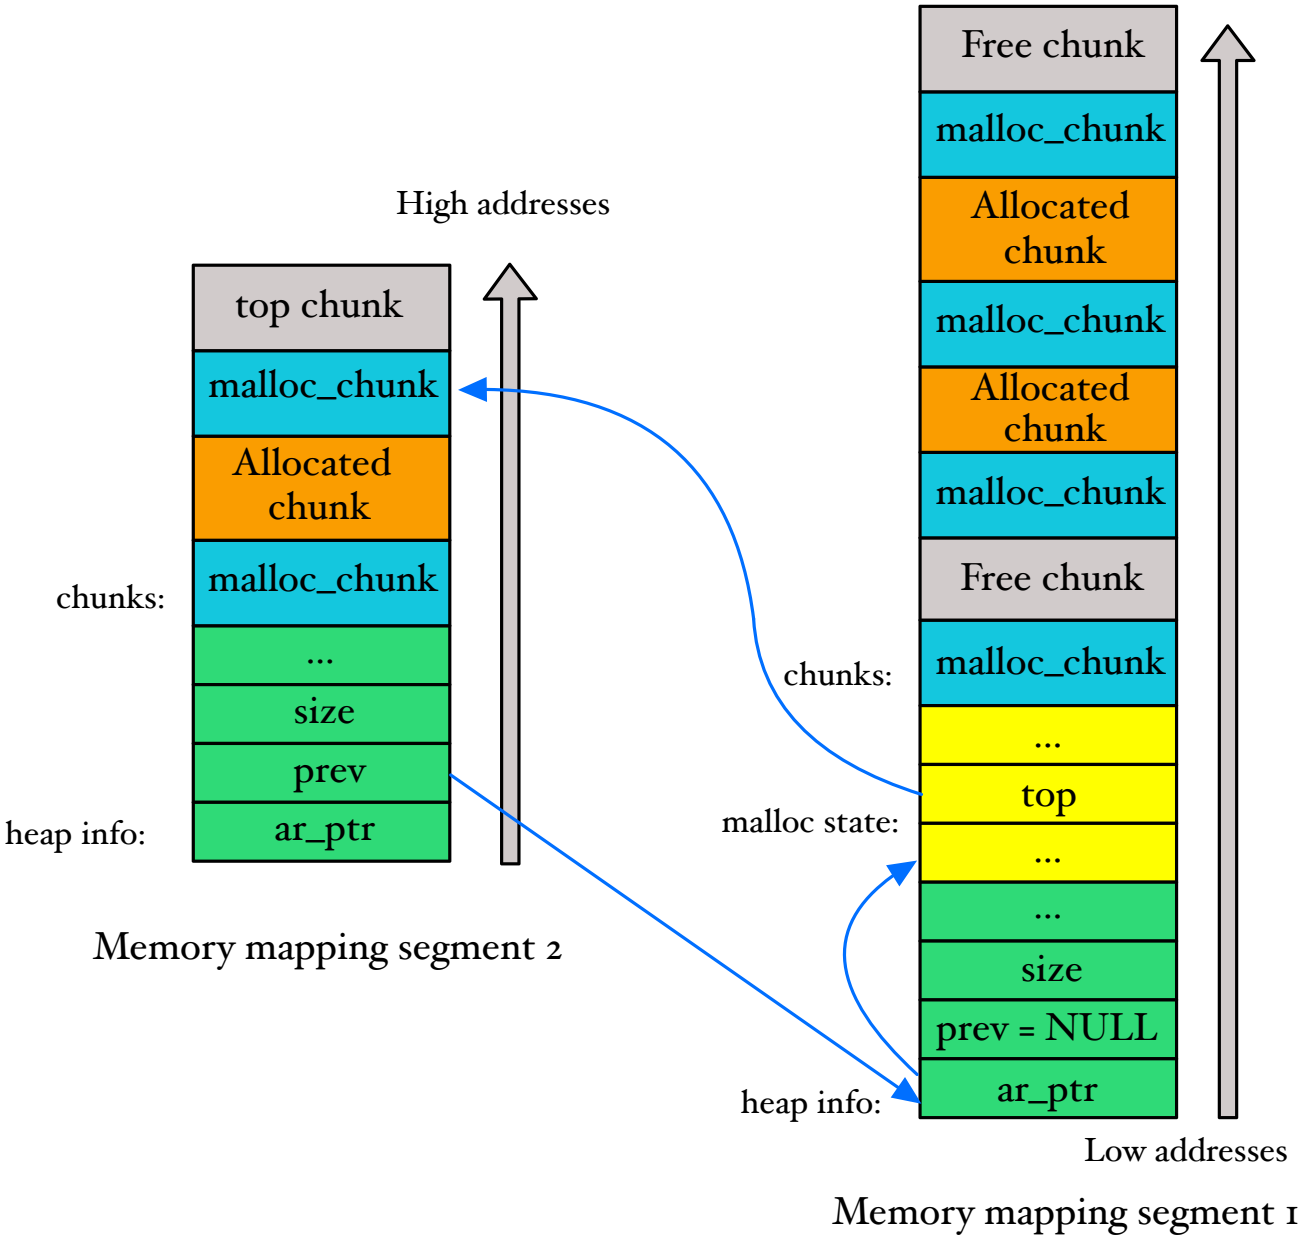 High addresses
top chunk
malloc_chunk
Allocated
chunk
malloc_chunk
chunks:
...
size
prev
heap info:
ar_ptr
Memory mapping segment 2
Free chunk
malloc_chunk
Allocated
chunk
malloc_chunk
Allocated
chunk
malloc_chunk
Free chunk
malloc_chunk
chunks:
...
top
malloc state:
...
...
size
prev = NULL
ar_ptr
heap info:
Low addresses
Memory mapping segment 1